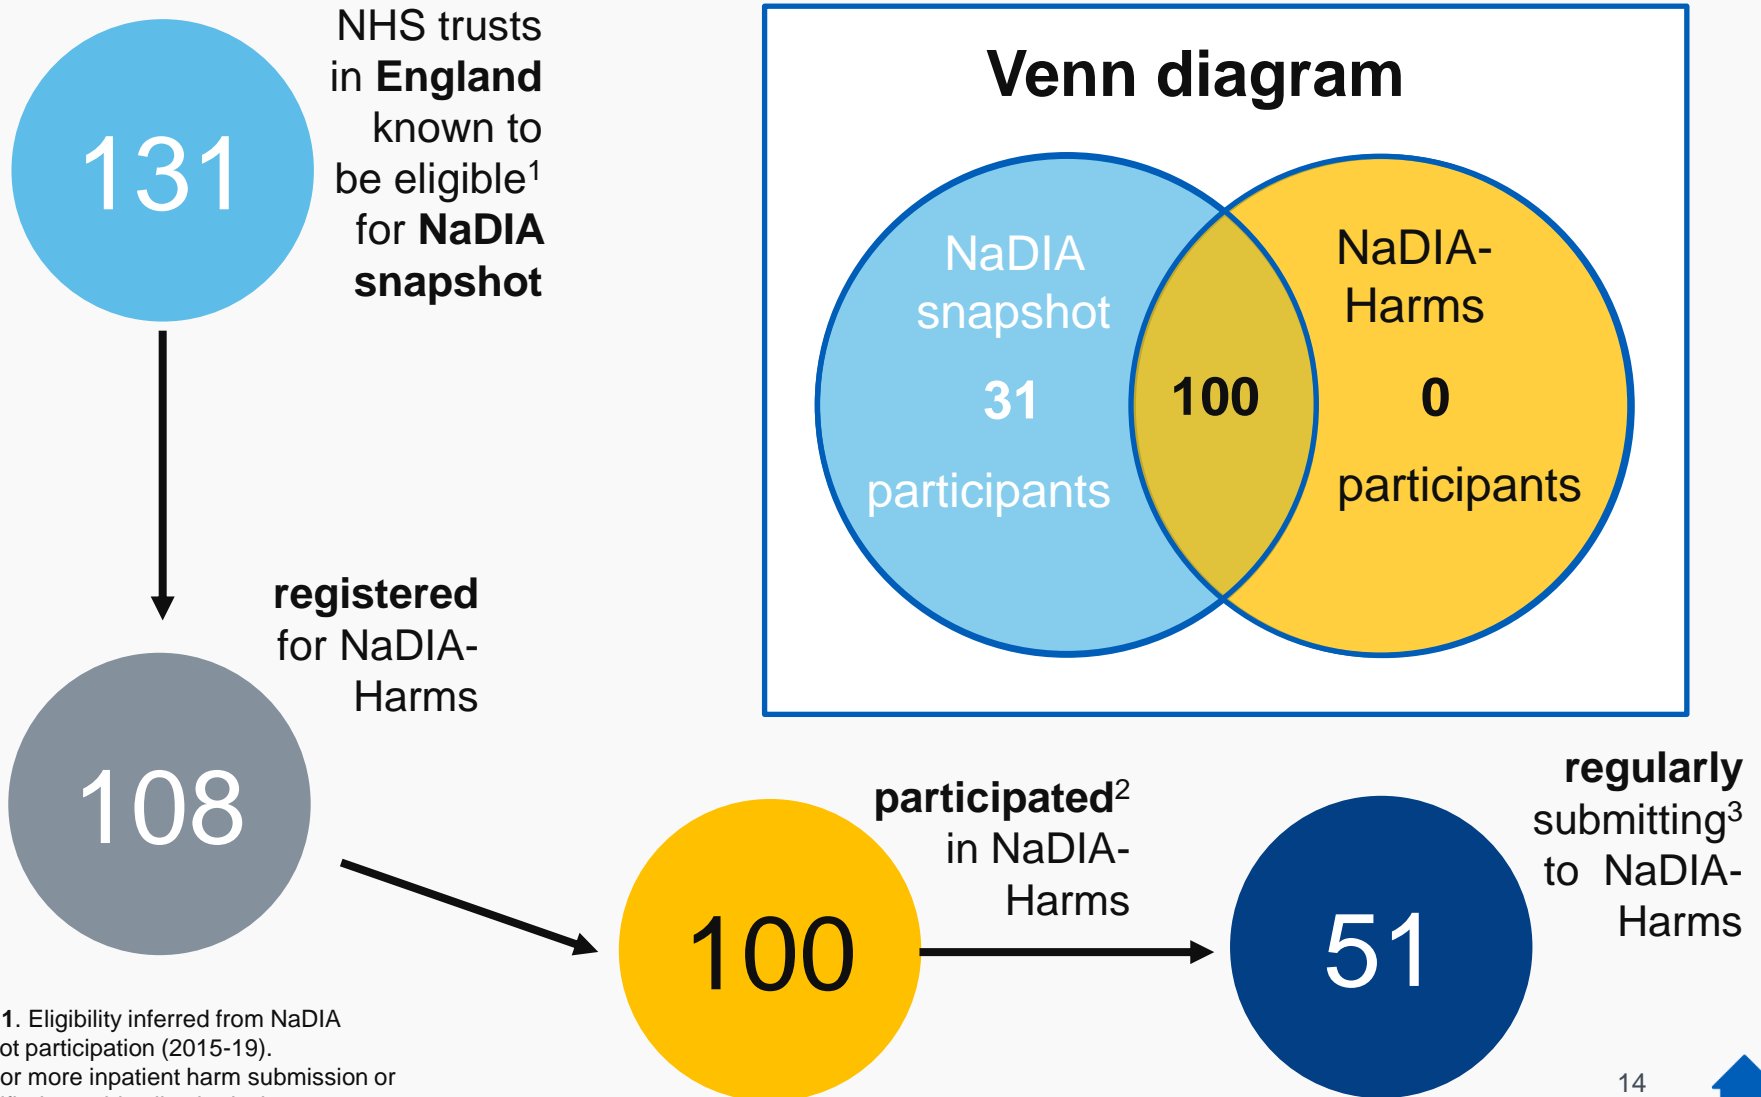 131
NHS trusts
in England
known to
be eligible1
for NaDIA
snapshot
Venn diagram
NaDIA
snapshot
31
participants
100
NaDIA-
Harms
0
participants
registered
for NaDIA-
Harms
108
participated2
in NaDIA-
Harms
100
regularly
submitting3
to NaDIA-
Harms
51
1. Eligibility inferred from NaDIA
participation (2015-19).
or more inpatient harm submission or
14